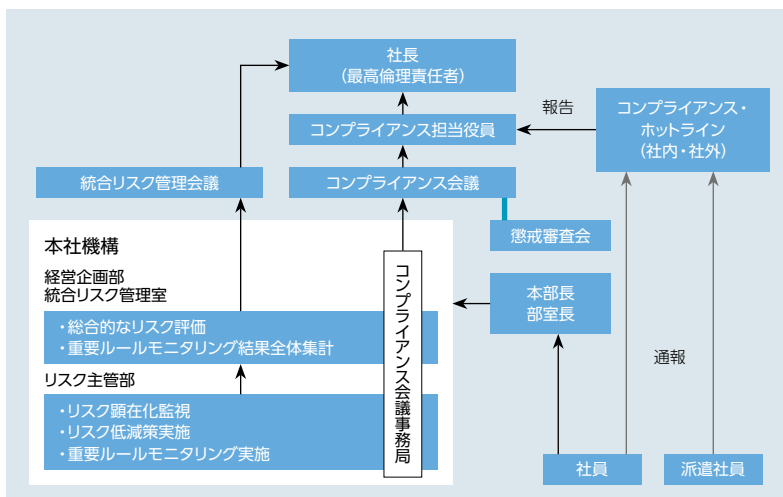 社長
（最高倫理責任者）
コンプライアンス担当役員
報告
コンプライアンス・
ホットライン
（社内・社外）
統合リスク管理会議
コンプライアンス会議
懲戒審査会
本社機構
経営企画部
統合リスク管理室
・総合的なリスク評価
・重要ルールモニタリング結果全体集計
リスク主管部
・リスク顕在化監視
・リスク低減策実施
・重要ルールモニタリング実施
コンプライアンス会議事務局
本部長
部室長
通報
社員
派遣社員